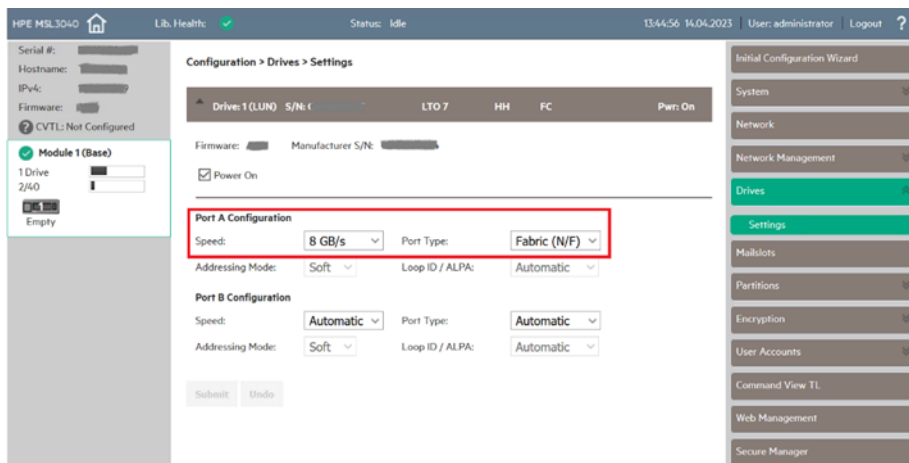 HPE MSL3040 Lib. Health: Status: Idle 13:44:56 14.04.2023 User: administrator Logout ?
Serial #:
Hostname:
IPv4:
Firmware:
? CVTL: Not Configured
Module 1 (Base)
1 Drive
2/40
Empty
Configuration > Drives > Settings
Drive: 1 (LUN) S/N: LTO 7 HH FC Pwr: On
Firmware: Manufacturer S/N:
Power On
Port A Configuration
Speed: 8 GB/s Port Type: Fabric (N/F)
Addressing Mode: Soft Loop ID / ALPA: Automatic
Port B Configuration
Speed: Automatic Port Type: Automatic
Addressing Mode: Soft Loop ID / ALPA: Automatic
Submit Undo
Initial Configuration Wizard
System
Network
Network Management
Drives
Settings
Mailslots
Partitions
Encryption
User Accounts
Command View TL
Web Management
Secure Manager